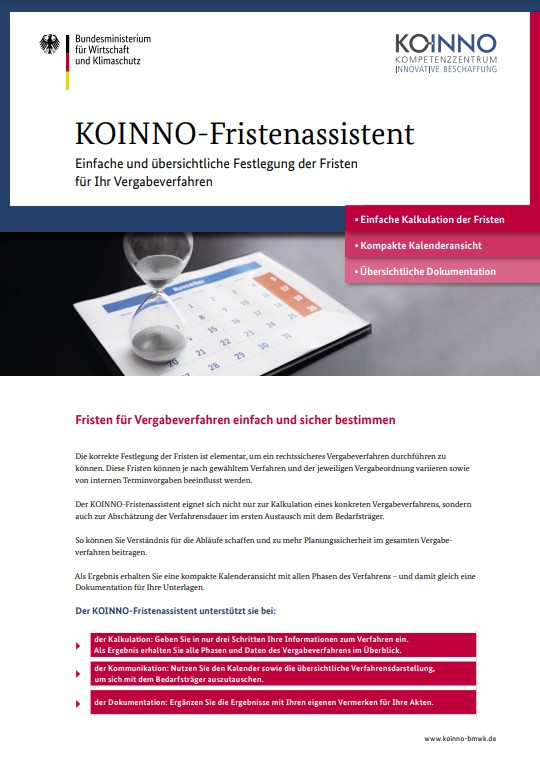 Bundesministerium
für Wirtschaft
und Klimaschutz
KOINNO
KOMPETENZZENTRUM
INNOVATIVE BESCHAFFUNG
KOINNO-Fristenassistent
Einfache und übersichtliche Festlegung der Fristen
für Ihr Vergabeverfahren
▪ Einfache Kalkulation der Fristen
▪ Kompakte Kalenderansicht
▪ Übersichtliche Dokumentation
November
Fristen für Vergabeverfahren einfach und sicher bestimmen
Die korrekte Festlegung der Fristen ist elementar, um ein rechtssicheres Vergabeverfahren durchführen zu
können. Diese Fristen können je nach gewähltem Verfahren und der jeweiligen Vergabeordnung variieren sowie
von internen Terminvorgaben beeinflusst werden.
Der KOINNO-Fristenassistent eignet sich nicht nur zur Kalkulation eines konkreten Vergabeverfahrens, sondern
auch zur Abschätzung der Verfahrensdauer im ersten Austausch mit dem Bedarfsträger.
So können Sie Verständnis für die Abläufe schaffen und zu mehr Planungssicherheit im gesamten Vergabe-
verfahren beitragen.
Als Ergebnis erhalten Sie eine kompakte Kalenderansicht mit allen Phasen des Verfahrens – und damit gleich eine
Dokumentation für Ihre Unterlagen.
Der KOINNO-Fristenassistent unterstützt sie bei:
der Kalkulation: Geben Sie in nur drei Schritten Ihre Informationen zum Verfahren ein.
Als Ergebnis erhalten Sie alle Phasen und Daten des Vergabeverfahrens im Überblick.
der Kommunikation: Nutzen Sie den Kalender sowie die übersichtliche Verfahrensdarstellung,
um sich mit dem Bedarfsträger auszutauschen.
der Dokumentation: Ergänzen Sie die Ergebnisse mit Ihren eigenen Vermerken für Ihre Akten.
www.koinno-bmwk.de